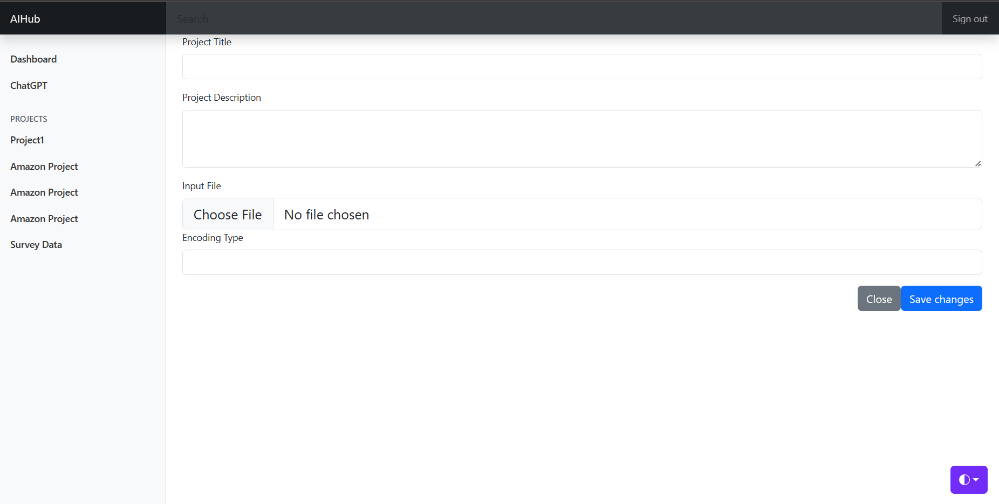 AIHub
Search
Sign out
Dashboard
ChatGPT
PROJECTS
Project1
Amazon Project
Amazon Project
Amazon Project
Survey Data
Project Title
Project Description
Input File
Choose File No file chosen
Encoding Type
Close Save changes